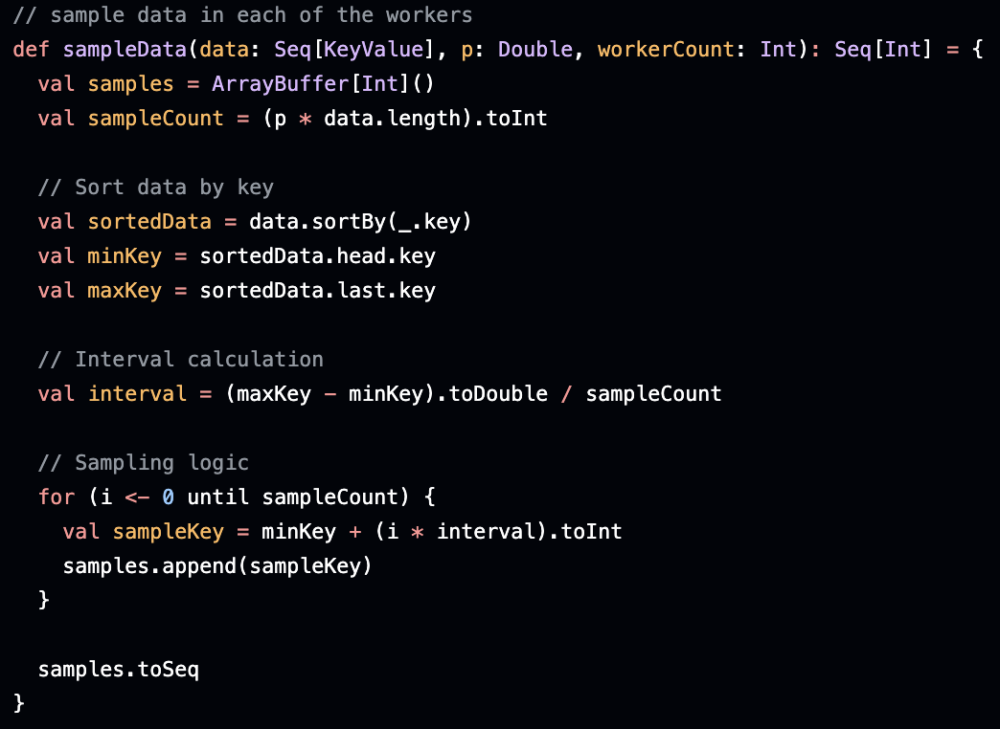 // sample data in each of the workers
def sampleData(data: Seq[KeyValue], p: Double, workerCount: Int): Seq[Int] = {
  val samples = ArrayBuffer[Int]()
  val sampleCount = (p * data.length).toInt

  // Sort data by key
  val sortedData = data.sortBy(_.key)
  val minKey = sortedData.head.key
  val maxKey = sortedData.last.key

  // Interval calculation
  val interval = (maxKey - minKey).toDouble / sampleCount

  // Sampling logic
  for (i <- 0 until sampleCount) {
    val sampleKey = minKey + (i * interval).toInt
    samples.append(sampleKey)
  }

  samples.toSeq
}